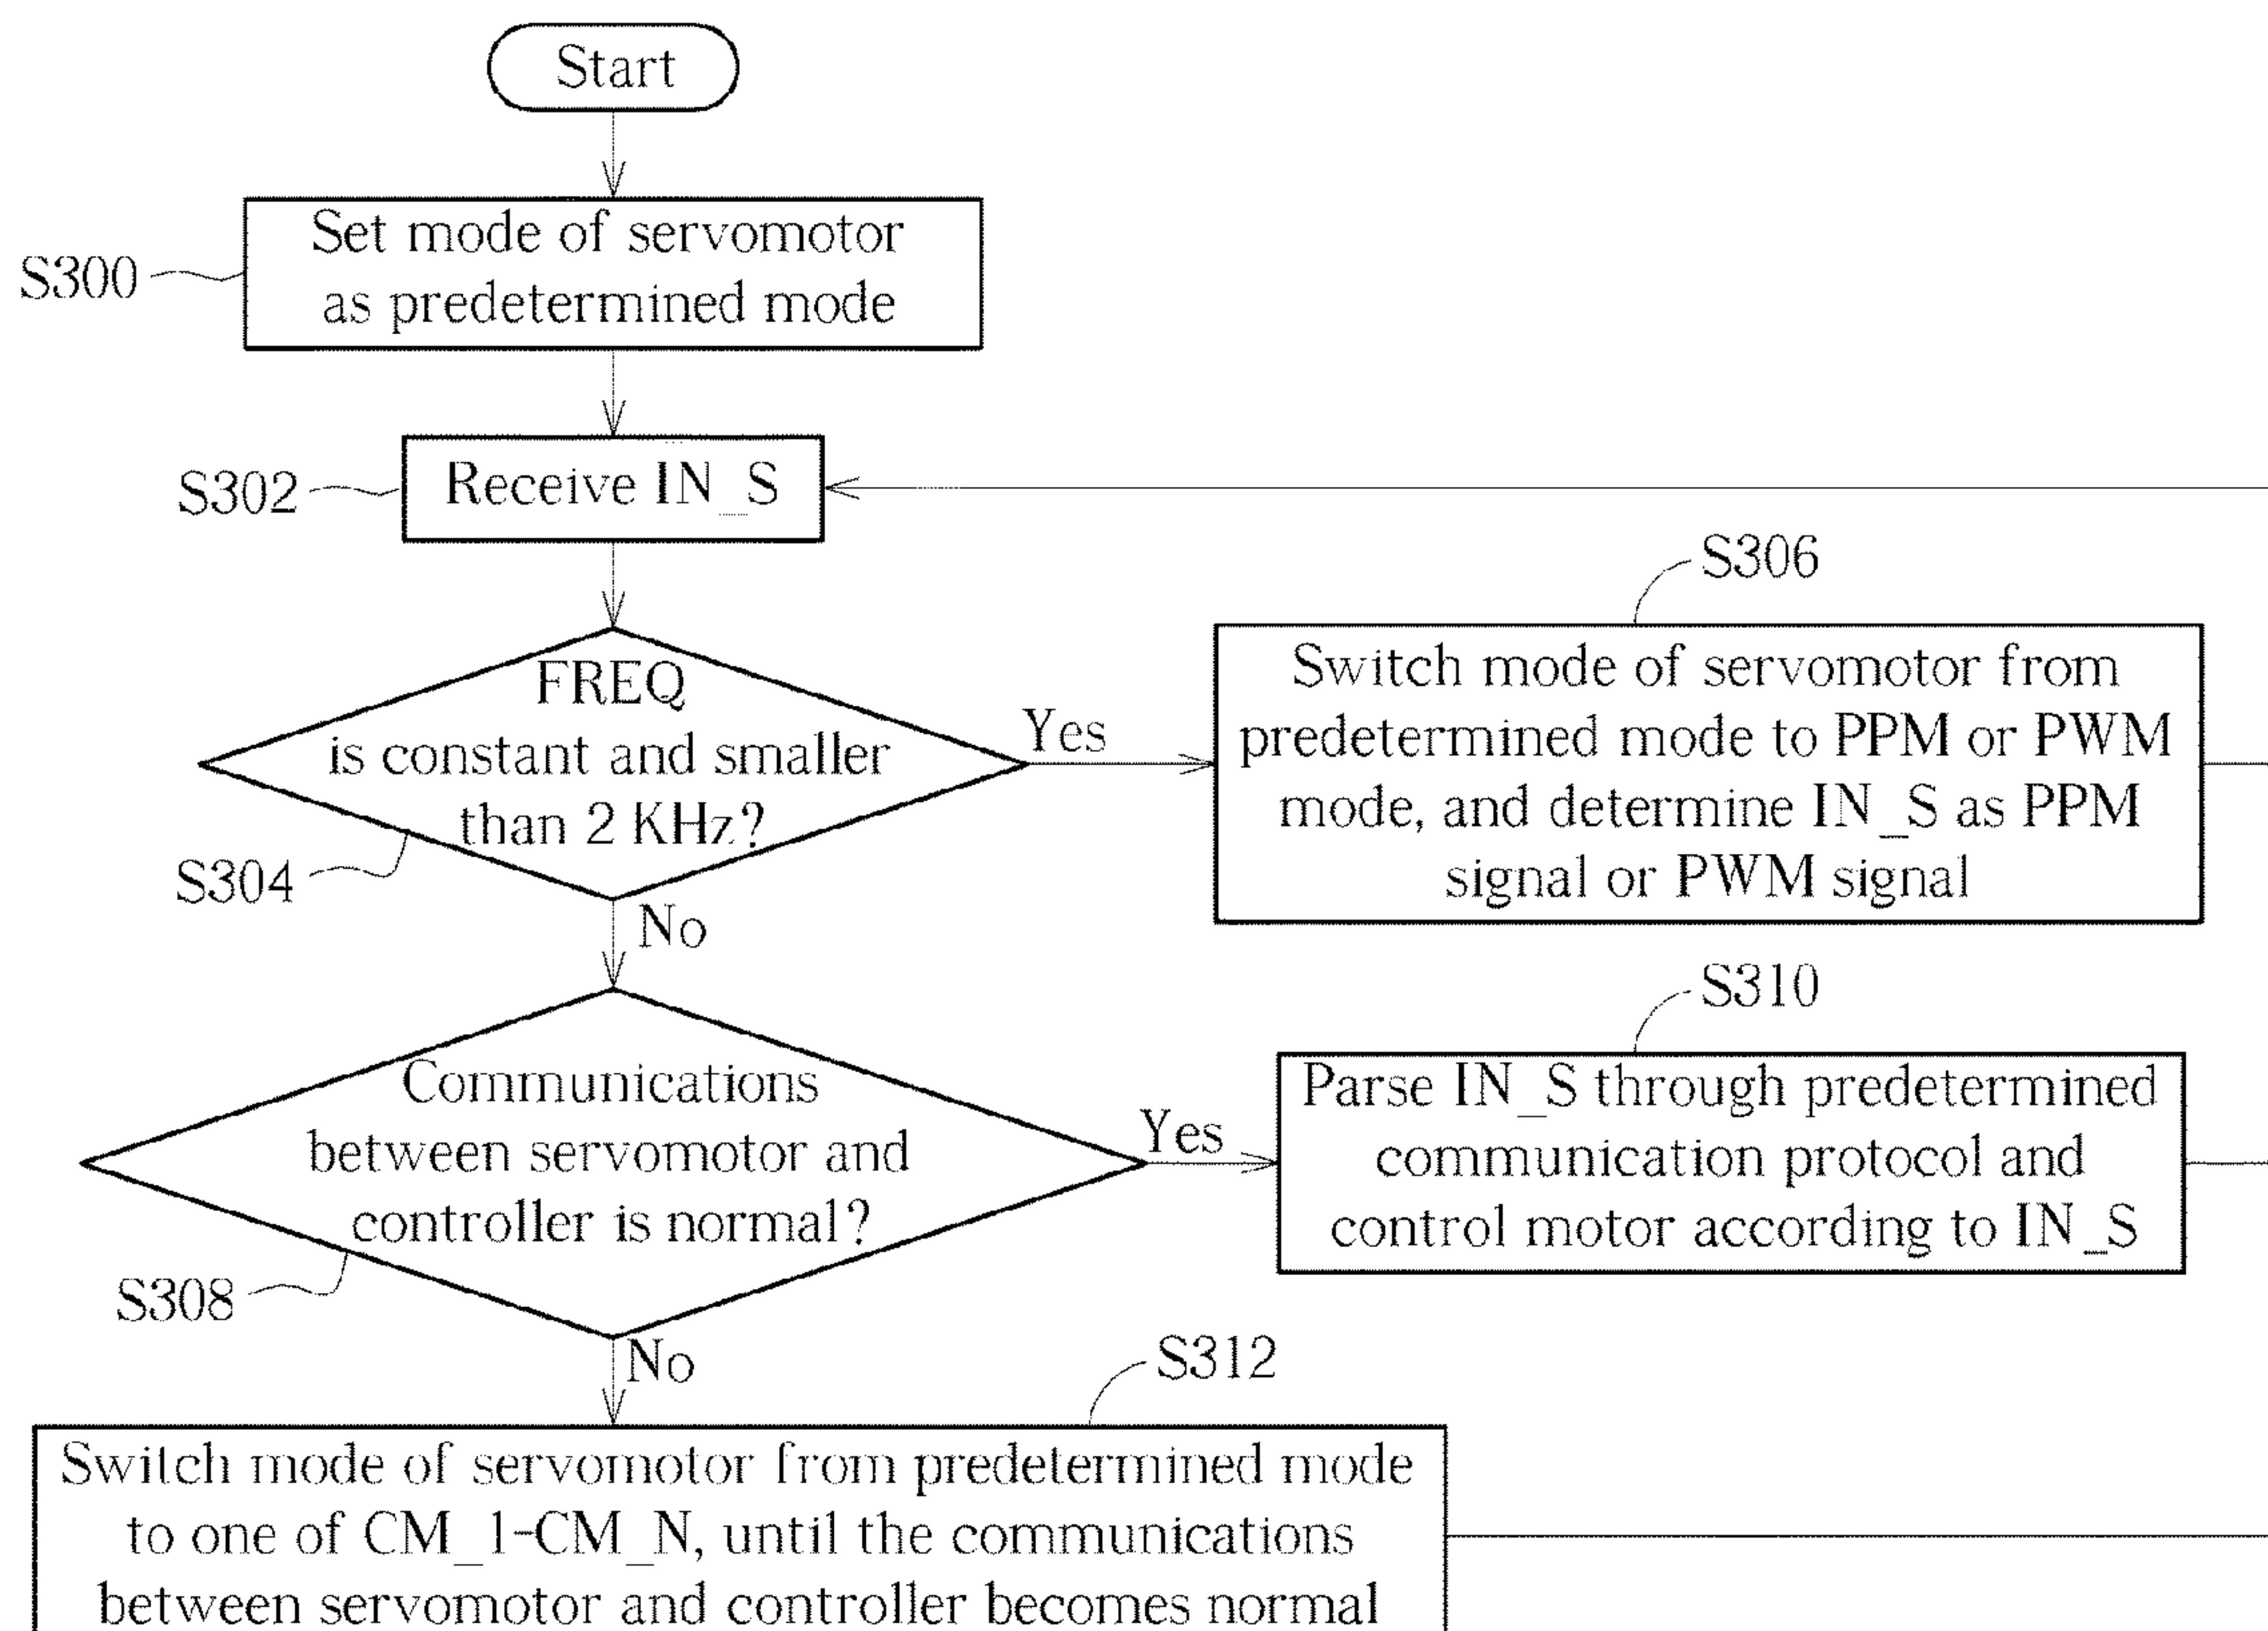 Start
Set mode of servomotor
as predetermined mode
S300
Receive IN_S
S302
S306
FREQ
is constant and smaller
than 2 KHz?
Yes
S304
No
Switch mode of servomotor from
predetermined mode to PPM or PWM
mode, and determine IN_S as PPM
signal or PWM signal
S310
Communications
between servomotor and
controller is normal?
Yes
S308
No
Parse IN_S through predetermined
communication protocol and
control motor according to IN_S
S312
Switch mode of servomotor from predetermined mode
to one of CM_1-CM_N, until the communications
between servomotor and controller becomes normal